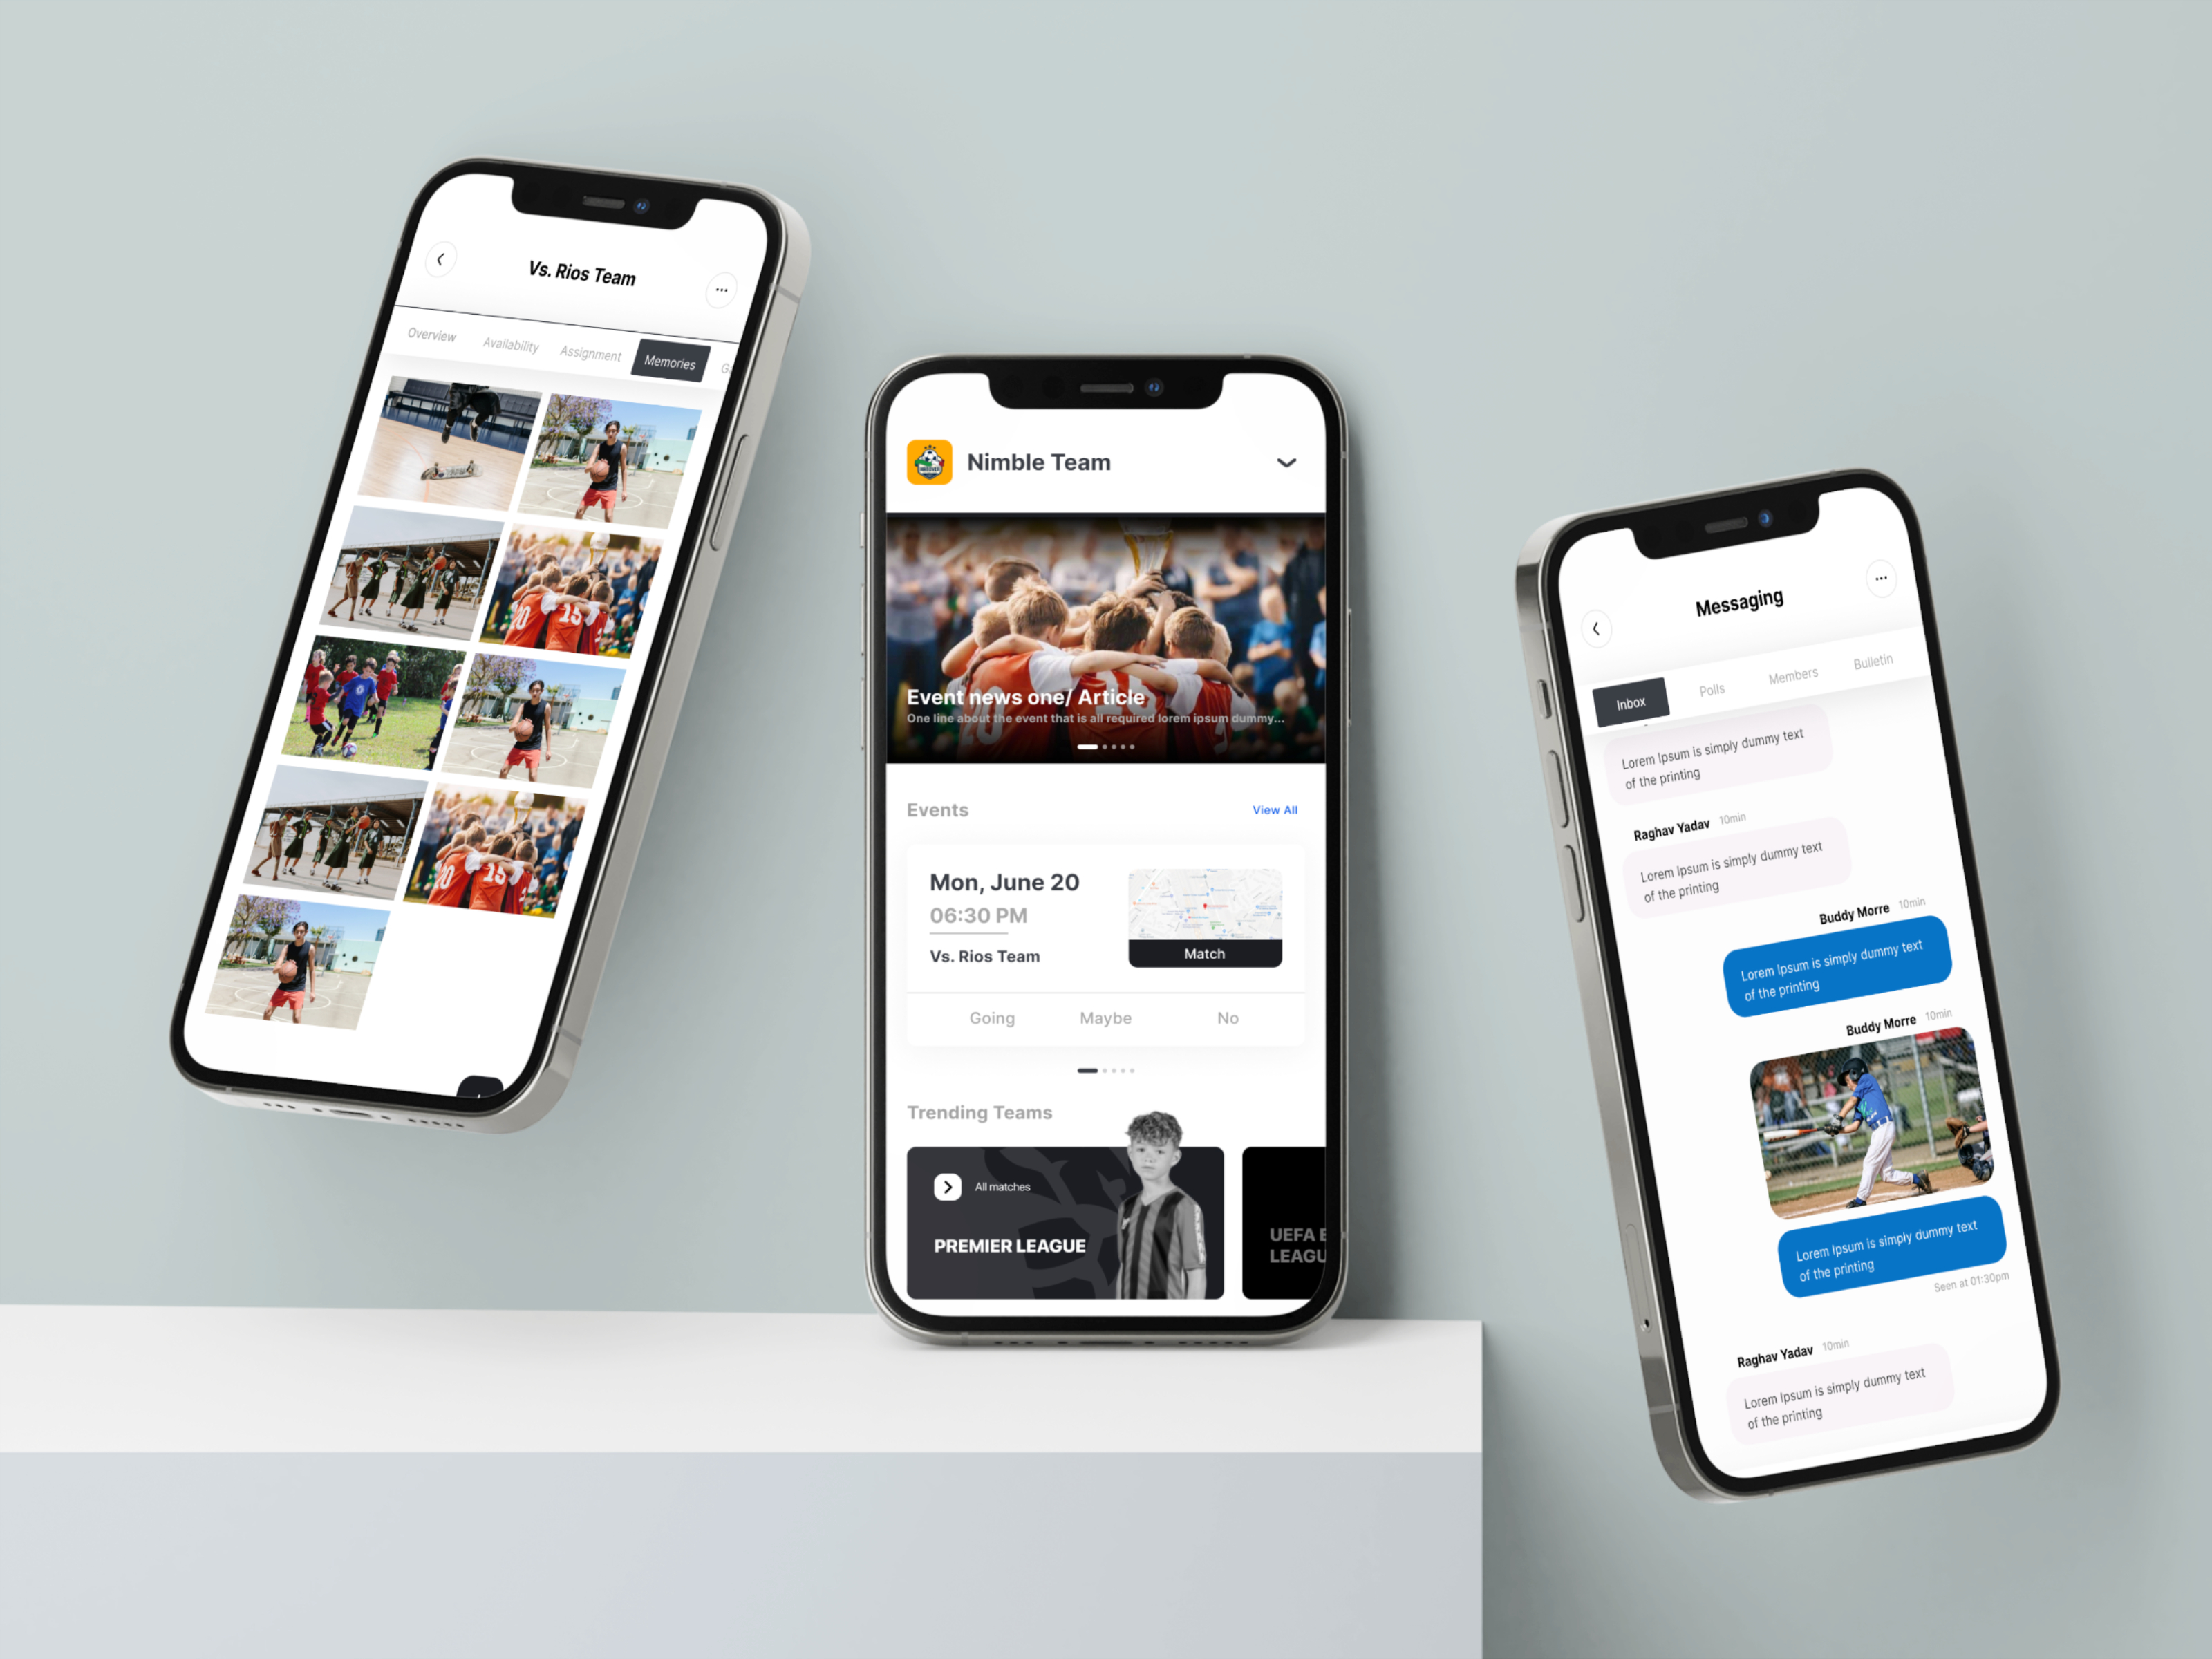 Vs. Rios Team
Overview
Availability
Assignment
Memories
20
15
20
15
Nimble Team
Event news one/ Article
One line about the event that is all required lorem ipsum dummy...
Events
View All
Mon, June 20
06:30 PM
Vs. Rios Team
Match
Going
Maybe
No
Trending Teams
All matches
PREMIER LEAGUE
UEFA E
LEAGU
Messaging
Inbox
Polls
Members
Bulletin
Lorem Ipsum is simply dummy text
of the printing
Raghav Yadav 10min
Lorem Ipsum is simply dummy text
of the printing
Buddy Morre 10min
Lorem Ipsum is simply dummy text
of the printing
Buddy Morre 10min
Lorem Ipsum is simply dummy text
of the printing
Seen at 01:30pm
Raghav Yadav 10min
Lorem Ipsum is simply dummy text
of the printing